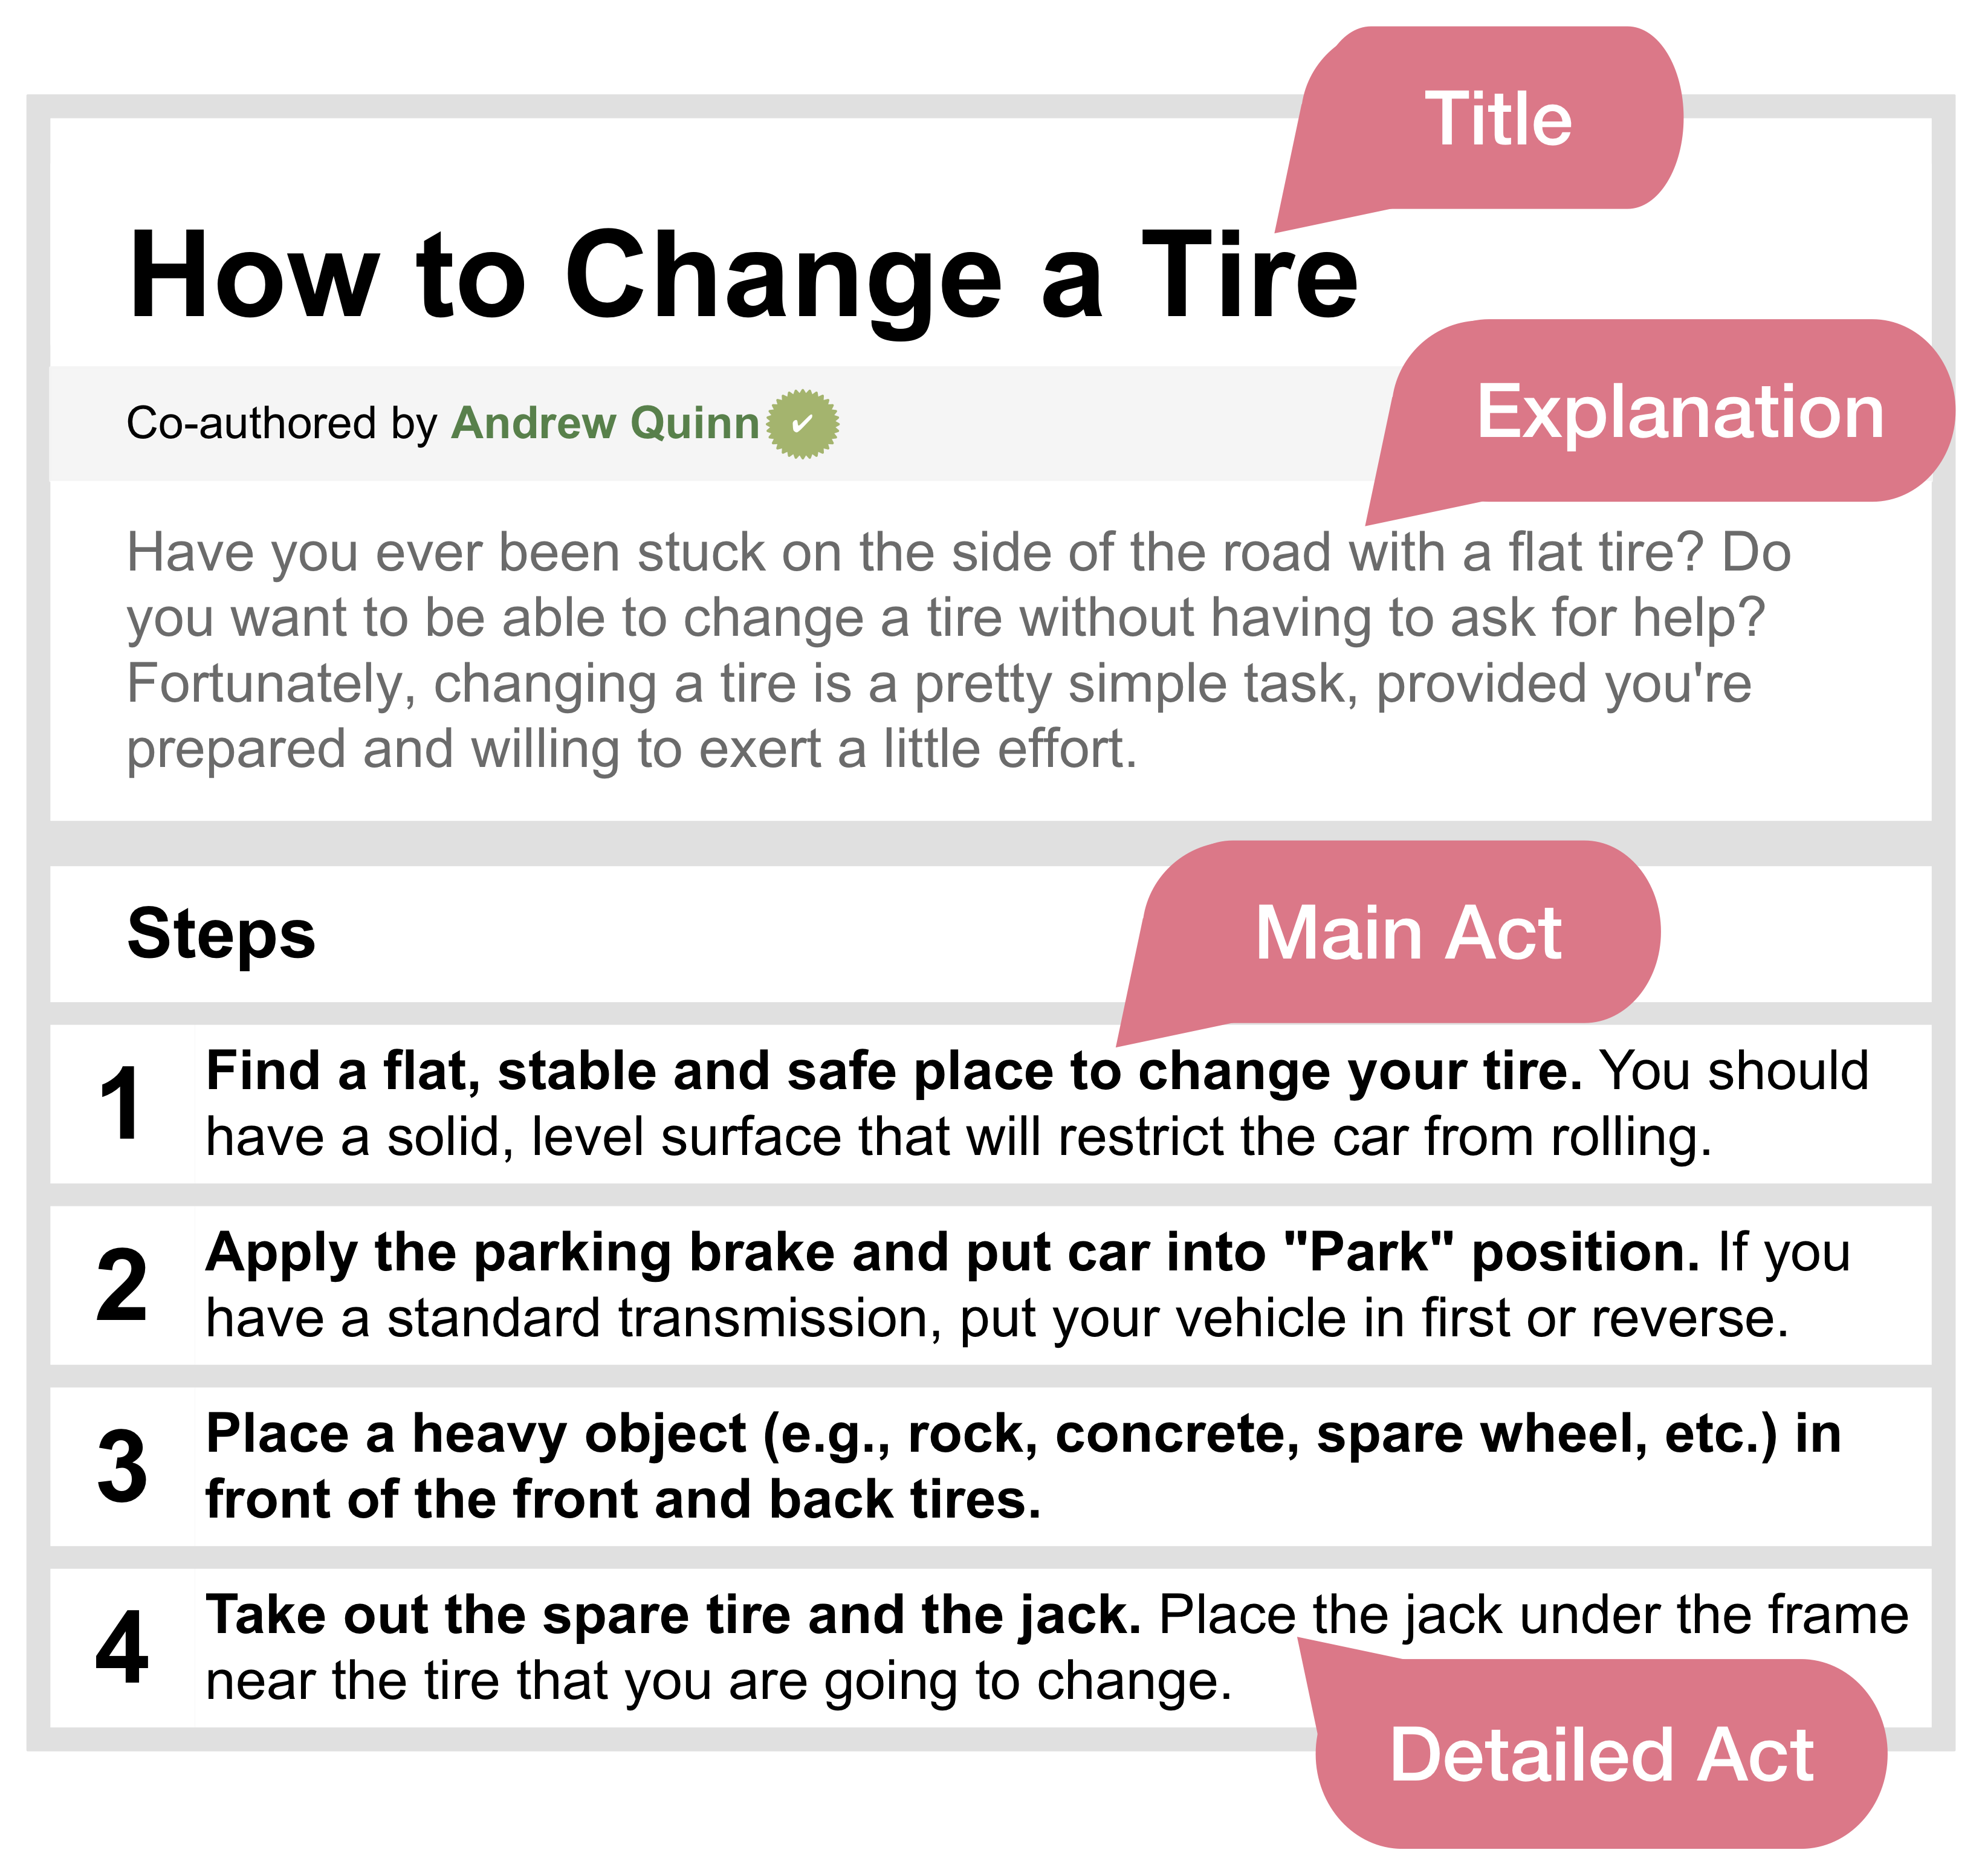 Title
How to Change a Tire
Explanation
Co-authored by Andrew Quinn
Have you ever been stuck on the side of the road with a flat tire? Do
you want to be able to change a tire without having to ask for help?
Fortunately, changing a tire is a pretty simple task, provided you're
prepared and willing to exert a little effort.
Main Act
Steps
1 Find a flat, stable and safe place to change your tire. You should
have a solid, level surface that will restrict the car from rolling.
2 Apply the parking brake and put car into "Park" position. If you
have a standard transmission, put your vehicle in first or reverse.
3 Place a heavy object (e.g., rock, concrete, spare wheel, etc.) in
front of the front and back tires.
4 Take out the spare tire and the jack. Place the jack under the frame
near the tire that you are going to change.
Detailed Act